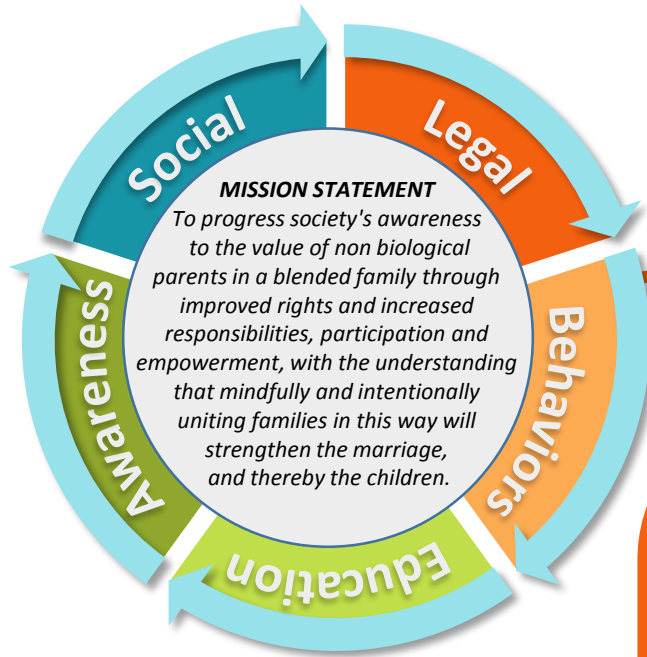 Social
Legal
Behaviors
Education
Awareness
MISSION STATEMENT
To progress society's awareness
to the value of non biological
parents in a blended family through
improved rights and increased
responsibilities, participation and
empowerment, with the understanding
that mindfully and intentionally
uniting families in this way will
strengthen the marriage,
and thereby the children.